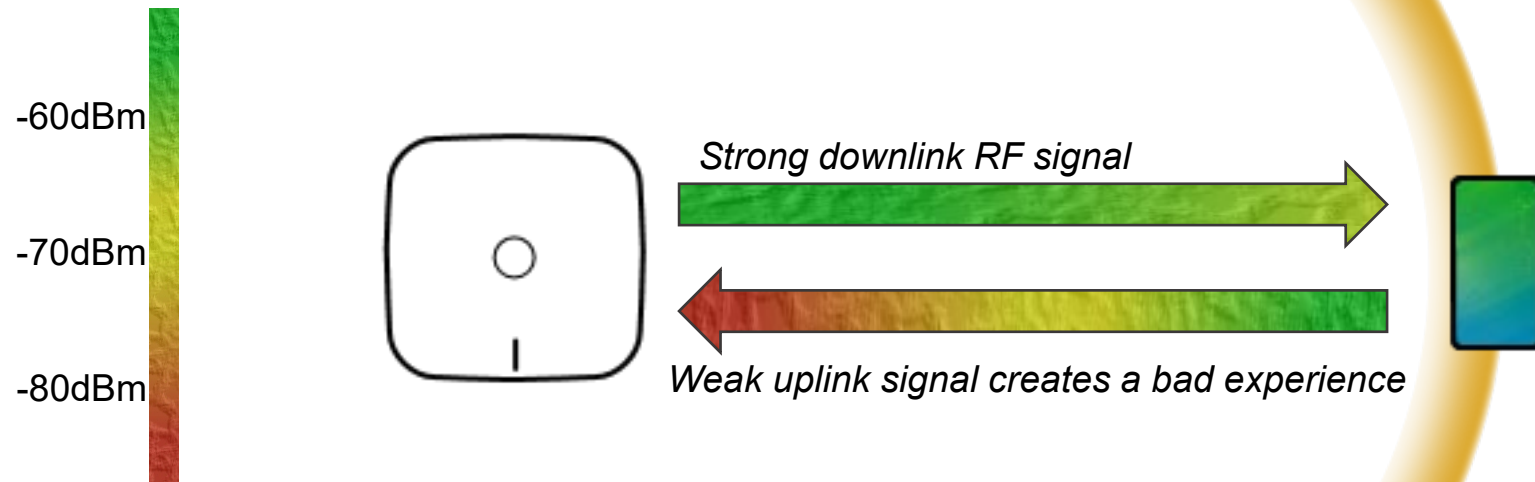 -60dBm
Strong downlink RF signal
-70dBm
Weak uplink signal creates a bad experience
-80dBm